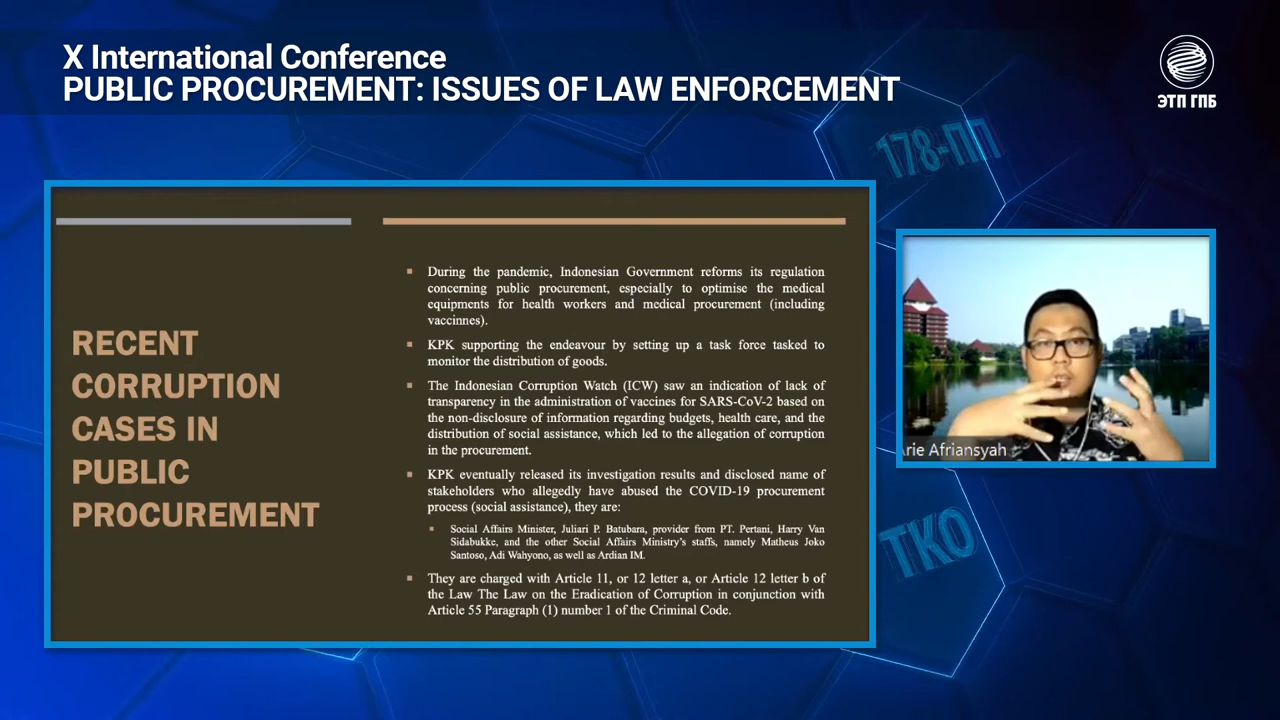 X International Conference
PUBLIC PROCUREMENT: ISSUES OF LAW ENFORCEMENT
ЭТП ГПБ
178-ПП
RECENT
CORRUPTION
CASES IN
PUBLIC
PROCUREMENT
During the pandemic, Indonesian Government reforms its regulation
concerning public procurement, especially to optimise the medical
equipments for health workers and medical procurement (including
vaccinnes).
KPK supporting the endeavour by setting up a task force tasked to
monitor the distribution of goods.
The Indonesian Corruption Watch (ICW) saw an indication of lack of
transparency in the administration of vaccines for SARS-CoV-2 based on
the non-disclosure of information regarding budgets, health care, and the
distribution of social assistance, which led to the allegation of corruption
in the procurement.
KPK eventually released its investigation results and disclosed name of
stakeholders who allegedly have abused the COVID-19 procurement
process (social assistance), they are:
Social Affairs Minister, Juliari P. Batubara, provider from PT. Pertani, Harry Van
Sidabukke, and the other Social Affairs Ministry's staffs, namely Matheus Joko
Santoso, Adi Wahyono, as well as Ardian IM.
They are charged with Article 11, or 12 letter a, or Article 12 letter b of
the Law The Law on the Eradication of Corruption in conjunction with
Article 55 Paragraph (1) number 1 of the Criminal Code.
rie Afriansyah
ТКО